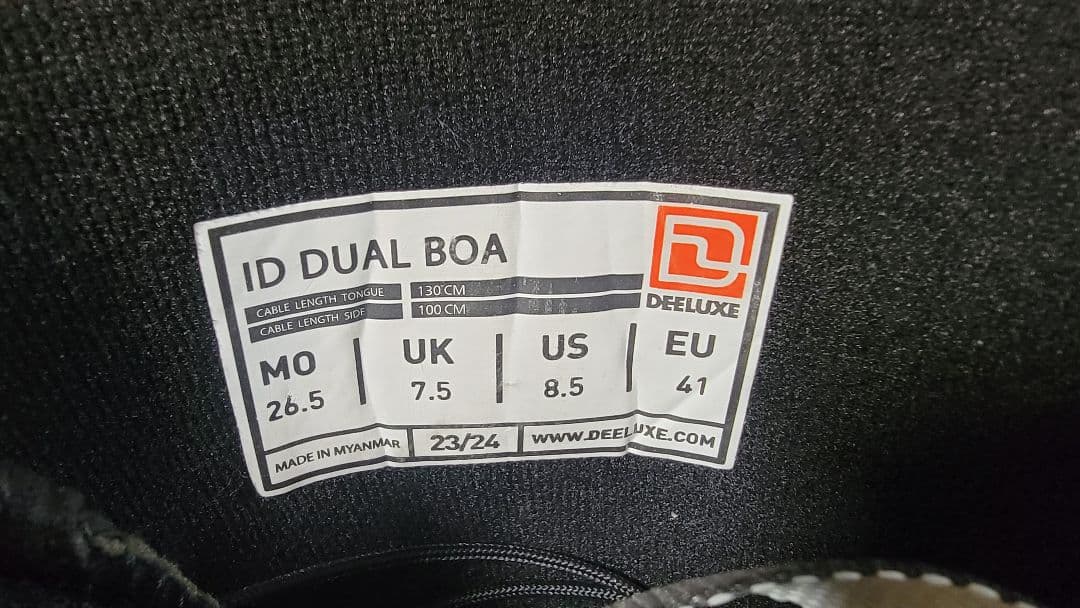 ID DUAL BOA
CABLE LENGTH TONGUE 130 CM
CABLE LENGTH SIDE 100 CM
DEELUXE
MO UK US EU
26.5 7.5 8.5 41
MADE IN MYANMAR 23/24 WWW.DEELUXE.COM